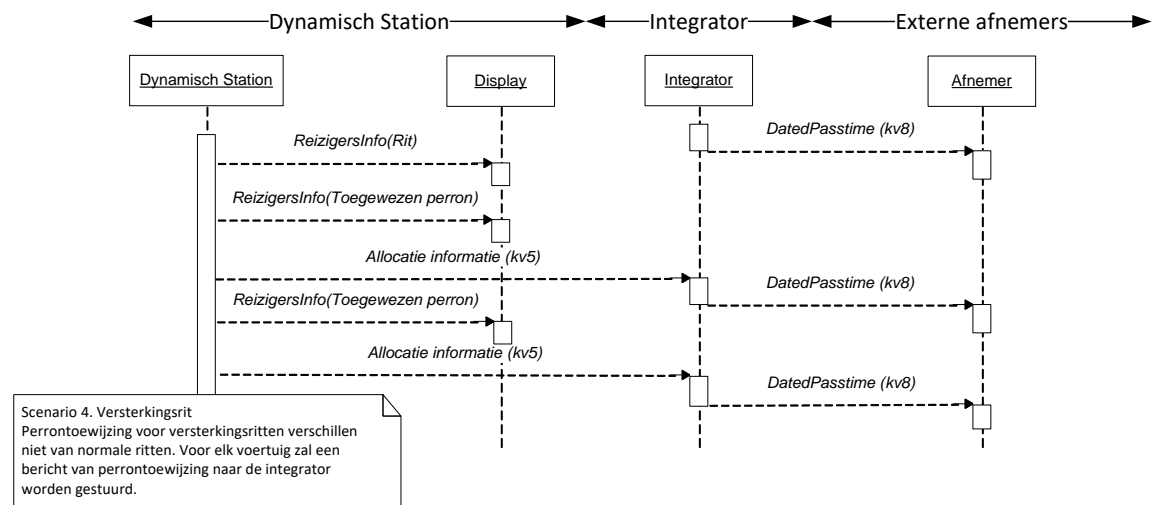 Dynamisch Station
Integrator
Externe afnemers
Dynamisch Station
Display
Integrator
Afnemer
ReizigersInfo(Rit)
DatedPasstime (kv8)
ReizigersInfo(Toegewezen perron)
Allocatie informatie (kv5)
DatedPasstime (kv8)
ReizigersInfo(Toegewezen perron)
Allocatie informatie (kv5)
DatedPasstime (kv8)
Scenario 4. Versterkingsrit
Perrontoewijzing voor versterkingsritten verschillen
niet van normale ritten. Voor elk voertuig zal een
bericht van perrontoewijzing naar de integrator
worden gestuurd.